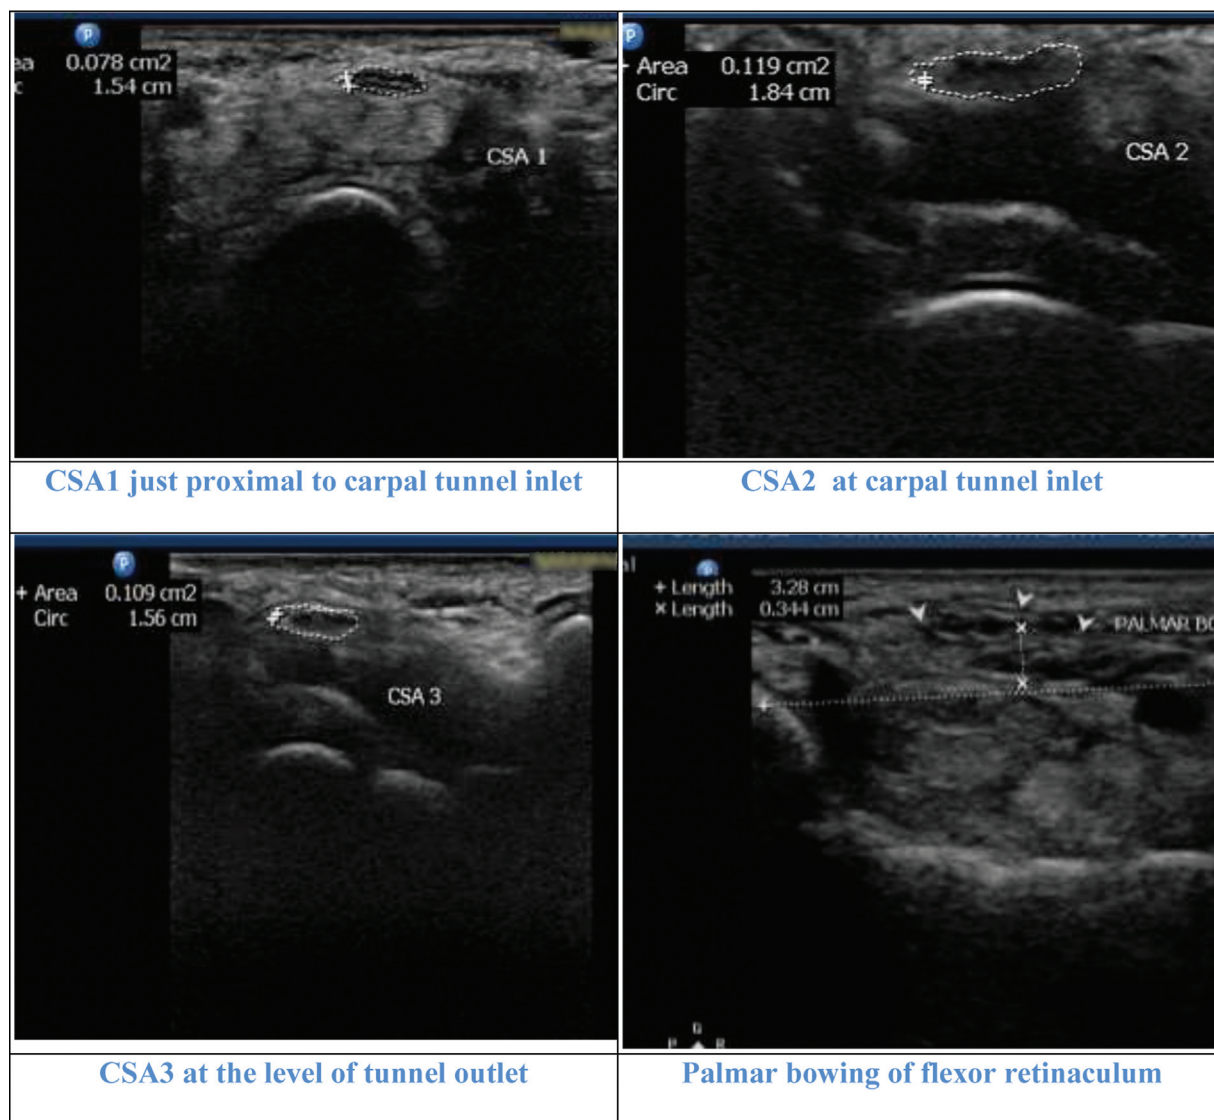 P
ea 0.078 cm2
c 1.54 cm
CSA 1
CSA1 just proximal to carpal tunnel inlet
P
+ Area 0.119 cm2
Circ 1.84 cm
CSA 2
CSA2 at carpal tunnel inlet
P
+ Area 0.109 cm2
Circ 1.56 cm
CSA 3
CSA3 at the level of tunnel outlet
P
+ Length 3.28 cm
× Length 0.344 cm
PALMAR BO
P R
Palmar bowing of flexor retinaculum